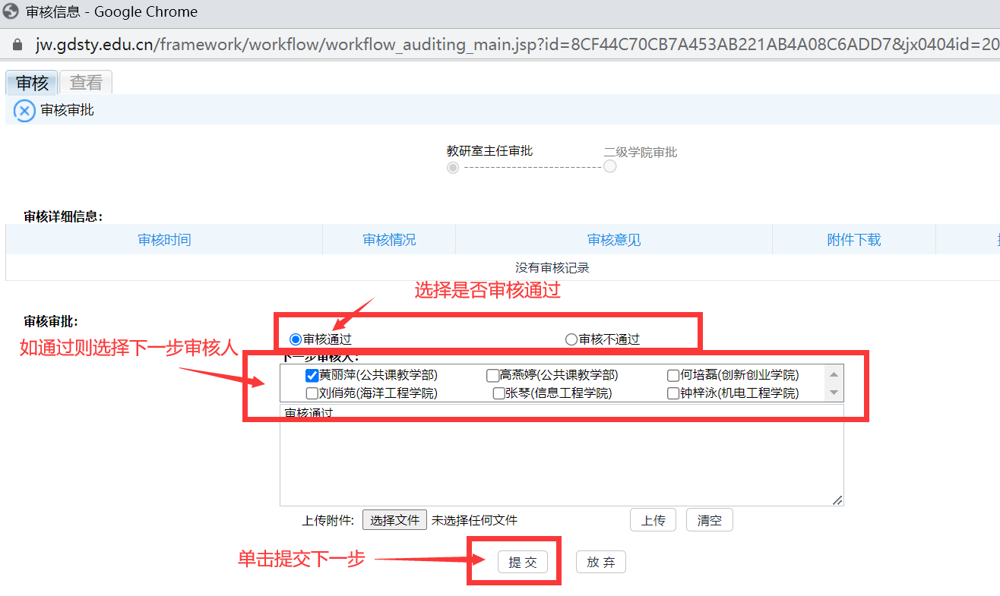 审核信息 - Google Chrome
jw.gdsty.edu.cn/framework/workflow/workflow_auditing_main.jsp?id=8CF44C70CB7A453AB221AB4A08C6ADD7&jx0404id=20
审核 查看
审核审批
教研室主任审批 二级学院审批
审核详细信息：
审核时间 审核情况 审核意见 附件下载
没有审核记录
选择是否审核通过
审核审批：
审核通过 审核不通过
如通过则选择下一步审核人
下一步审核人：
黄丽萍(公共课教学部) 高燕婷(公共课教学部) 何培磊(创新创业学院)
刘俏苑(海洋工程学院) 张琴(信息工程学院) 钟梓泳(机电工程学院)
审核通过
上传附件: 选择文件 未选择任何文件 上传 清空
单击提交下一步 提 交 放 弃